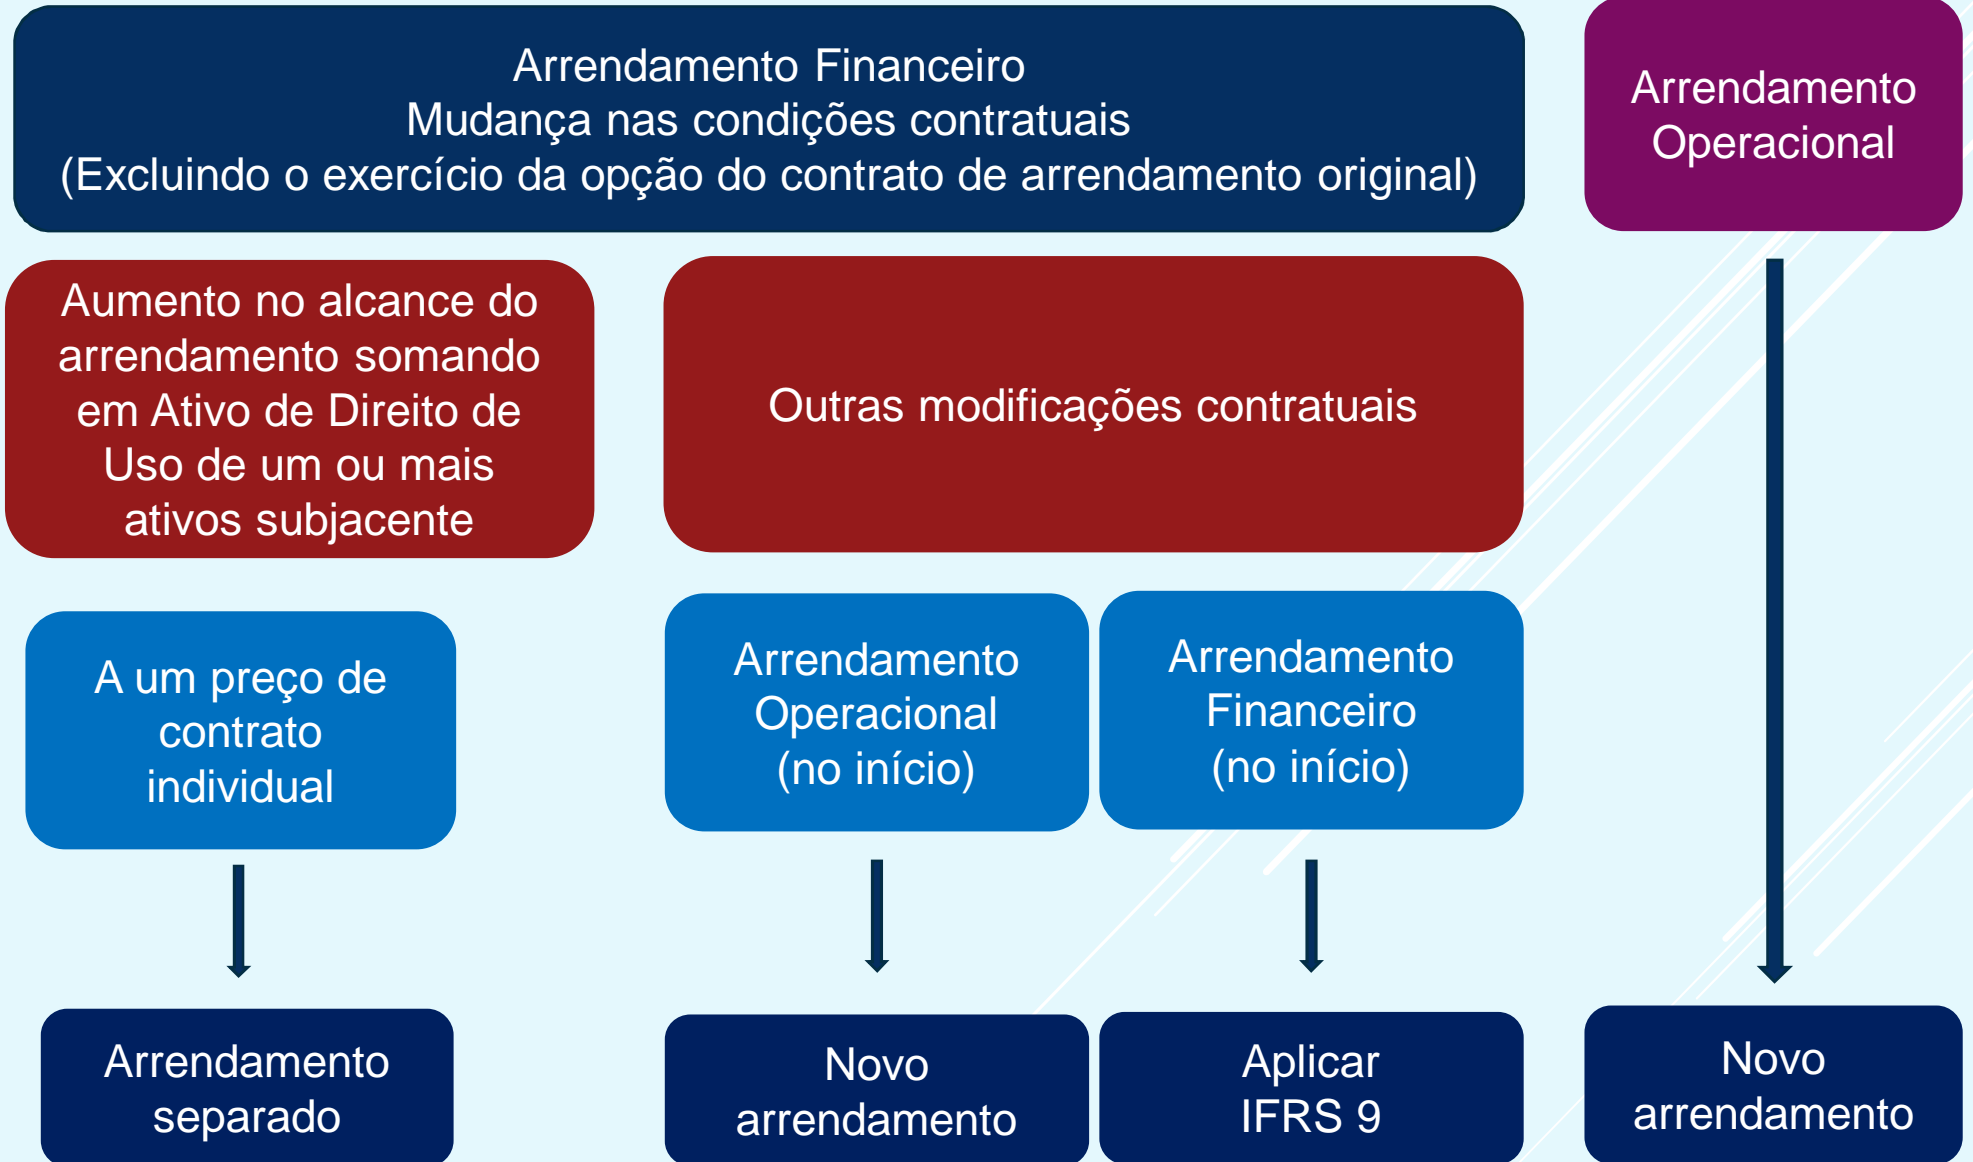 Arrendamento Financeiro
Mudança nas condições contratuais
(Excluindo o exercício da opção do contrato de arrendamento original)
Arrendamento
Operacional
Aumento no alcance do
arrendamento somando
em Ativo de Direito de
Uso de um ou mais
ativos subjacente
Outras modificações contratuais
A um preço de
contrato
individual
Arrendamento
Operacional
(no início)
Arrendamento
Financeiro
(no início)
Arrendamento
separado
Novo
arrendamento
Aplicar
IFRS 9
Novo
arrendamento